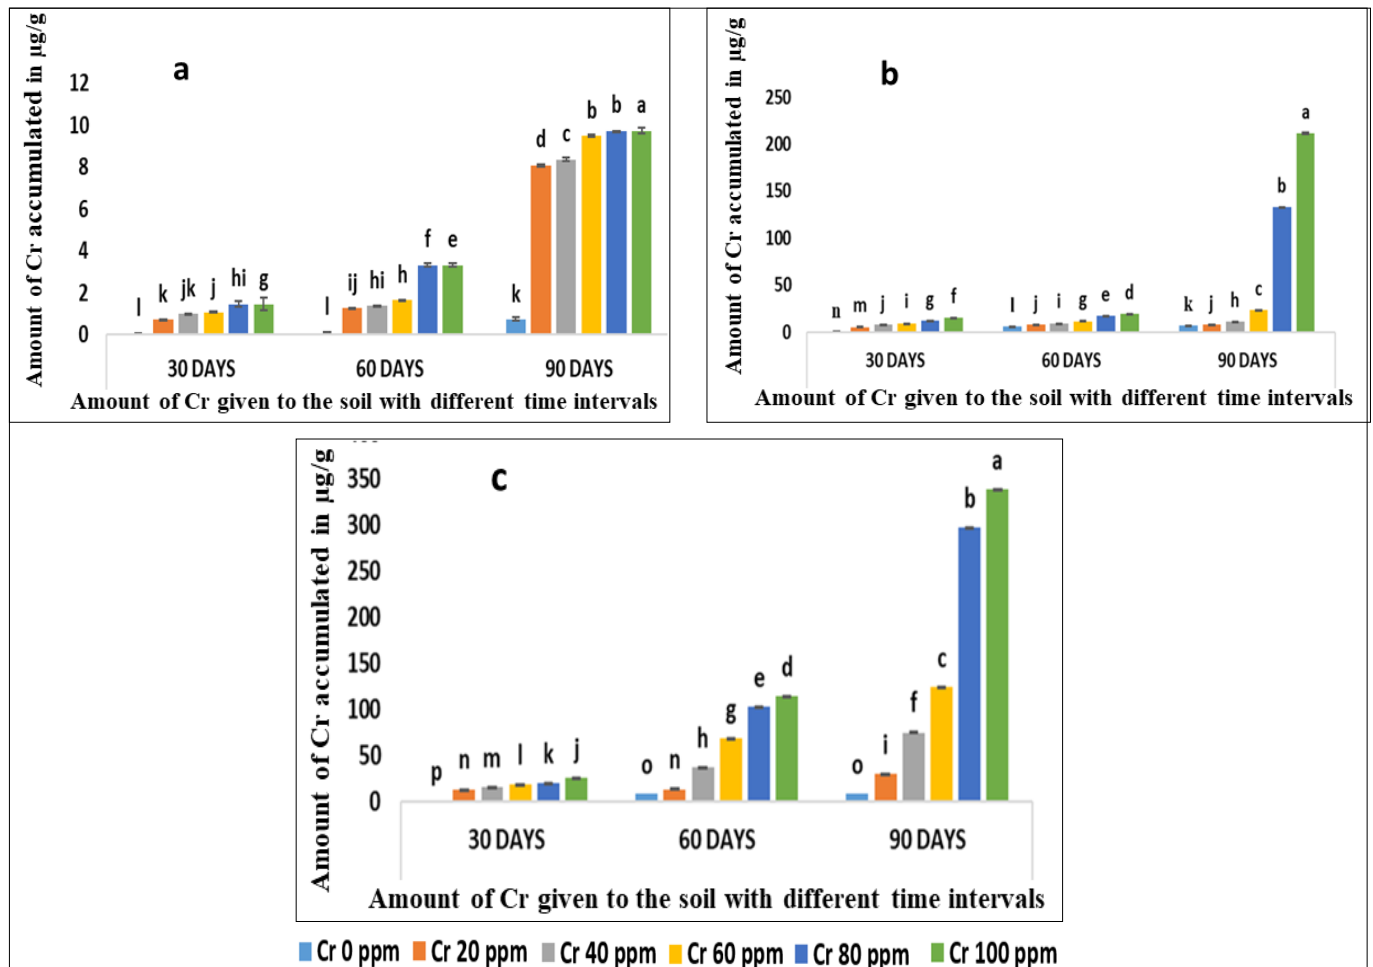 Amount of Cr accumulated in µg/g
a
12
10
8
6
4
2
0
l k jk j hi g
l ij hi h f e
k d c b b a
30 DAYS 60 DAYS 90 DAYS
Amount of Cr given to the soil with different time intervals
Amount of Cr accumulated in µg/g
b
250
200
150
100
50
0
n m j i g f
l j i g e d
k j h c b a
30 DAYS 60 DAYS 90 DAYS
Amount of Cr given to the soil with different time intervals
Amount of Cr accumulated in µg/g
c
350
300
250
200
150
100
50
0
p n m l k j
o n h g e d
o i f c b a
30 DAYS 60 DAYS 90 DAYS
Amount of Cr given to the soil with different time intervals
Cr 0 ppm Cr 20 ppm Cr 40 ppm Cr 60 ppm Cr 80 ppm Cr 100 ppm